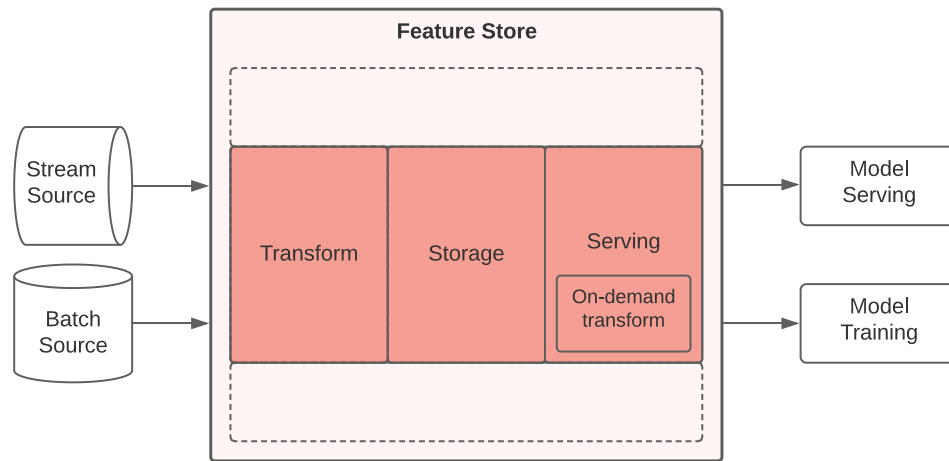 Feature Store
Stream
Source
Batch
Source
Transform
Storage
Serving
On-demand
transform
Model
Serving
Model
Training